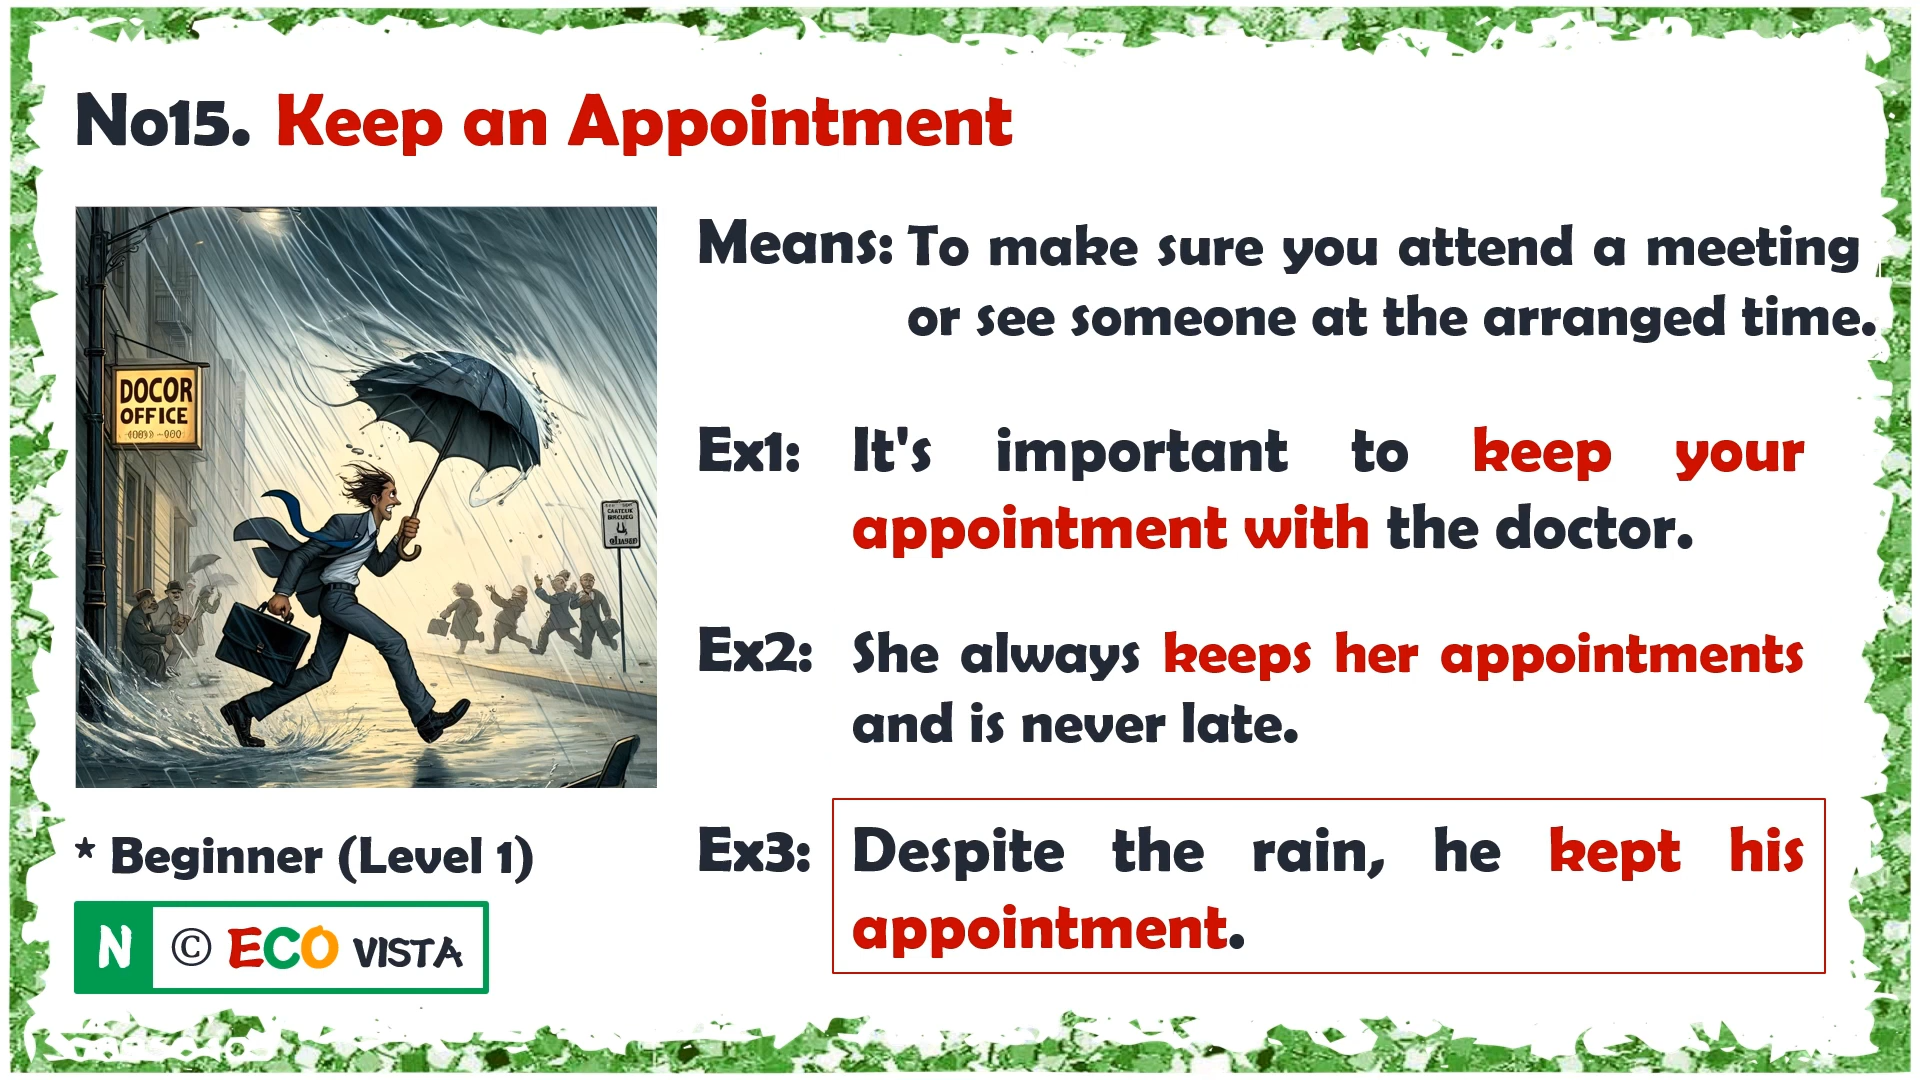 No15. Keep an Appointment
DOCOR
OFFICE
Means: To make sure you attend a meeting
or see someone at the arranged time.
Ex1: It's important to keep your
appointment with the doctor.
Ex2: She always keeps her appointments
and is never late.
Ex3: Despite the rain, he kept his
appointment.
* Beginner (Level 1)
N © ECO VISTA